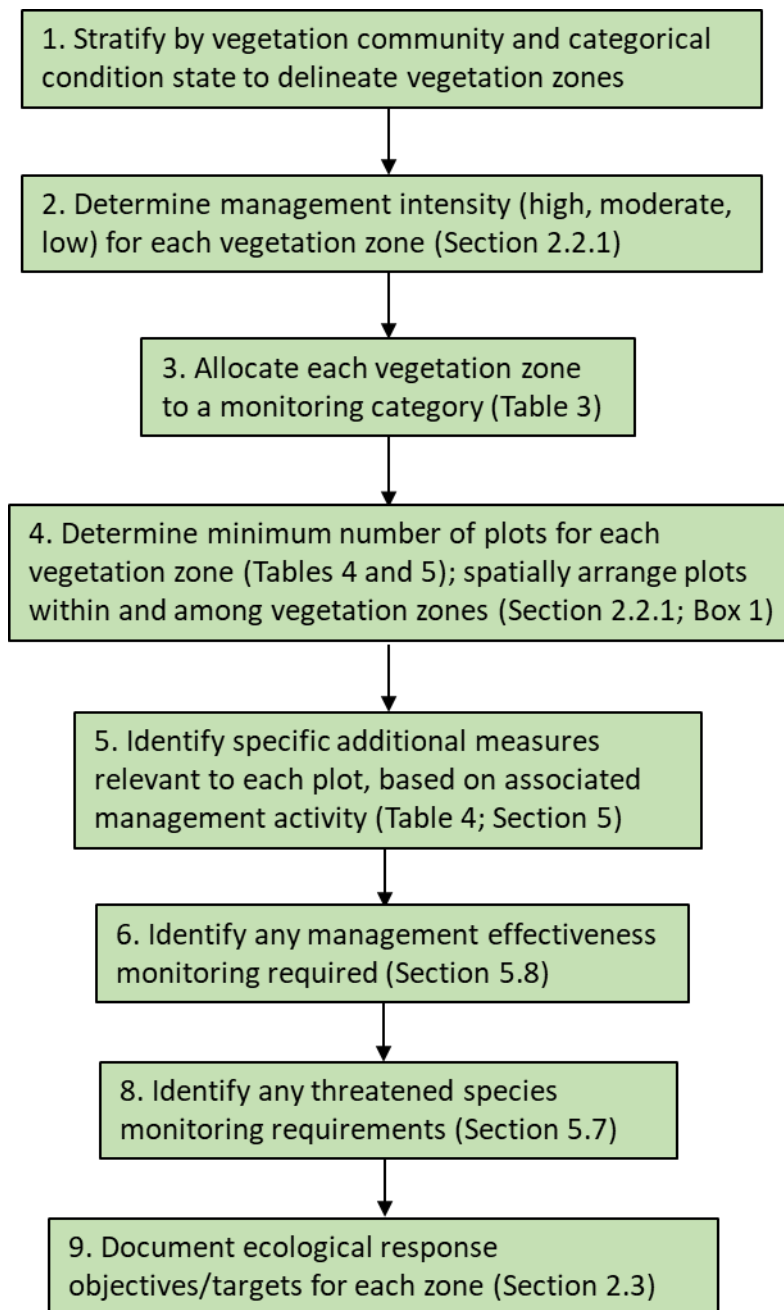 1. Stratify by vegetation community and categorical
condition state to delineate vegetation zones
2. Determine management intensity (high, moderate,
low) for each vegetation zone (Section 2.2.1)
3. Allocate each vegetation zone
to a monitoring category (Table 3)
4. Determine minimum number of plots for each
vegetation zone (Tables 4 and 5); spatially arrange plots
within and among vegetation zones (Section 2.2.1; Box 1)
5. Identify specific additional measures
relevant to each plot, based on associated
management activity (Table 4; Section 5)
6. Identify any management effectiveness
monitoring required (Section 5.8)
8. Identify any threatened species
monitoring requirements (Section 5.7)
9. Document ecological response
objectives/targets for each zone (Section 2.3)